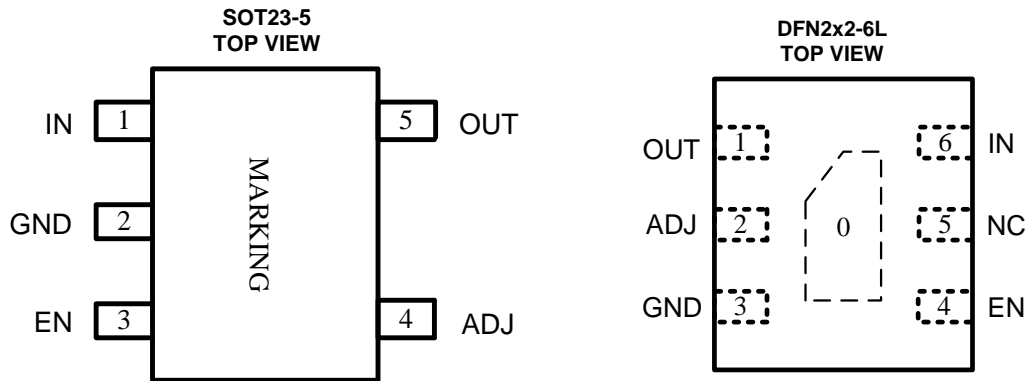 SOT23-5
TOP VIEW
IN 1
5 OUT
GND 2
EN 3
4 ADJ
MARKING
DFN2x2-6L
TOP VIEW
OUT 1
6 IN
ADJ 2
0
5 NC
GND 3
4 EN